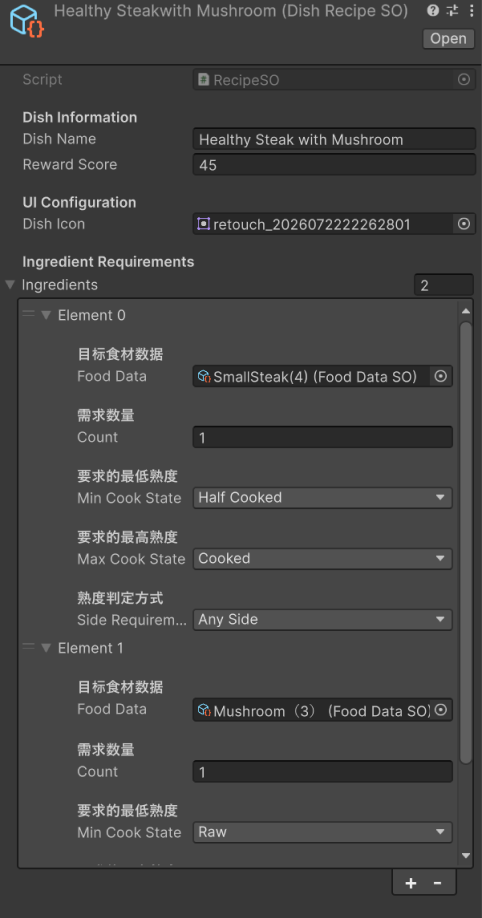 Healthy Steakwith Mushroom (Dish Recipe SO)
Open
Script
RecipeSO
Dish Information
Dish Name
Healthy Steak with Mushroom
Reward Score
45
UI Configuration
Dish Icon
retouch_2026072222262801
Ingredient Requirements
Ingredients
2
Element 0
目标食材数据
Food Data
SmallSteak(4) (Food Data SO)
需求数量
Count
1
要求的最低熟度
Min Cook State
Half Cooked
要求的最高熟度
Max Cook State
Cooked
熟度判定方式
Side Requirem...
Any Side
Element 1
目标食材数据
Food Data
Mushroom（3） (Food Data SO)
需求数量
Count
1
要求的最低熟度
Min Cook State
Raw